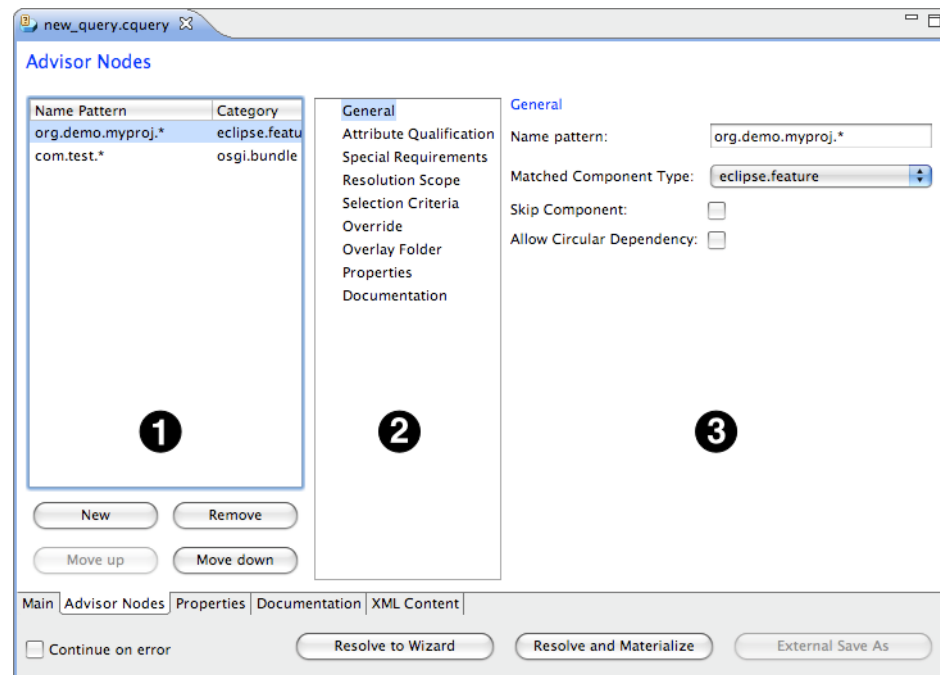 new_query.cquery
Advisor Nodes
Name Pattern Category
org.demo.myproj.* eclipse.featu
com.test.* osgi.bundle
1
New Remove
Move up Move down
General
Attribute Qualification
Special Requirements
Resolution Scope
Selection Criteria
Override
Overlay Folder
Properties
Documentation
2
General
Name pattern: org.demo.myproj.*
Matched Component Type: eclipse.feature
Skip Component:
Allow Circular Dependency:
3
Main Advisor Nodes Properties Documentation XML Content
Continue on error Resolve to Wizard Resolve and Materialize External Save As